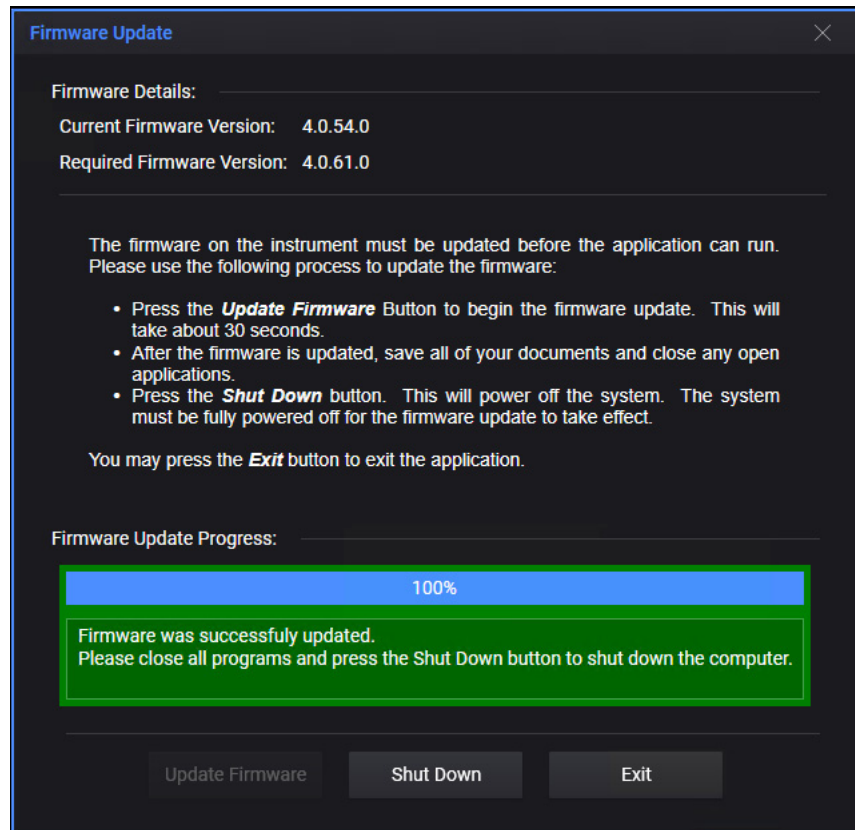 Firmware Update
Firmware Details:
Current Firmware Version: 4.0.54.0
Required Firmware Version: 4.0.61.0
The firmware on the instrument must be updated before the application can run.
Please use the following process to update the firmware:
• Press the Update Firmware Button to begin the firmware update. This will
take about 30 seconds.
• After the firmware is updated, save all of your documents and close any open
applications.
• Press the Shut Down button. This will power off the system. The system
must be fully powered off for the firmware update to take effect.
You may press the Exit button to exit the application.
Firmware Update Progress:
100%
Firmware was successfuly updated.
Please close all programs and press the Shut Down button to shut down the computer.
Update Firmware Shut Down Exit